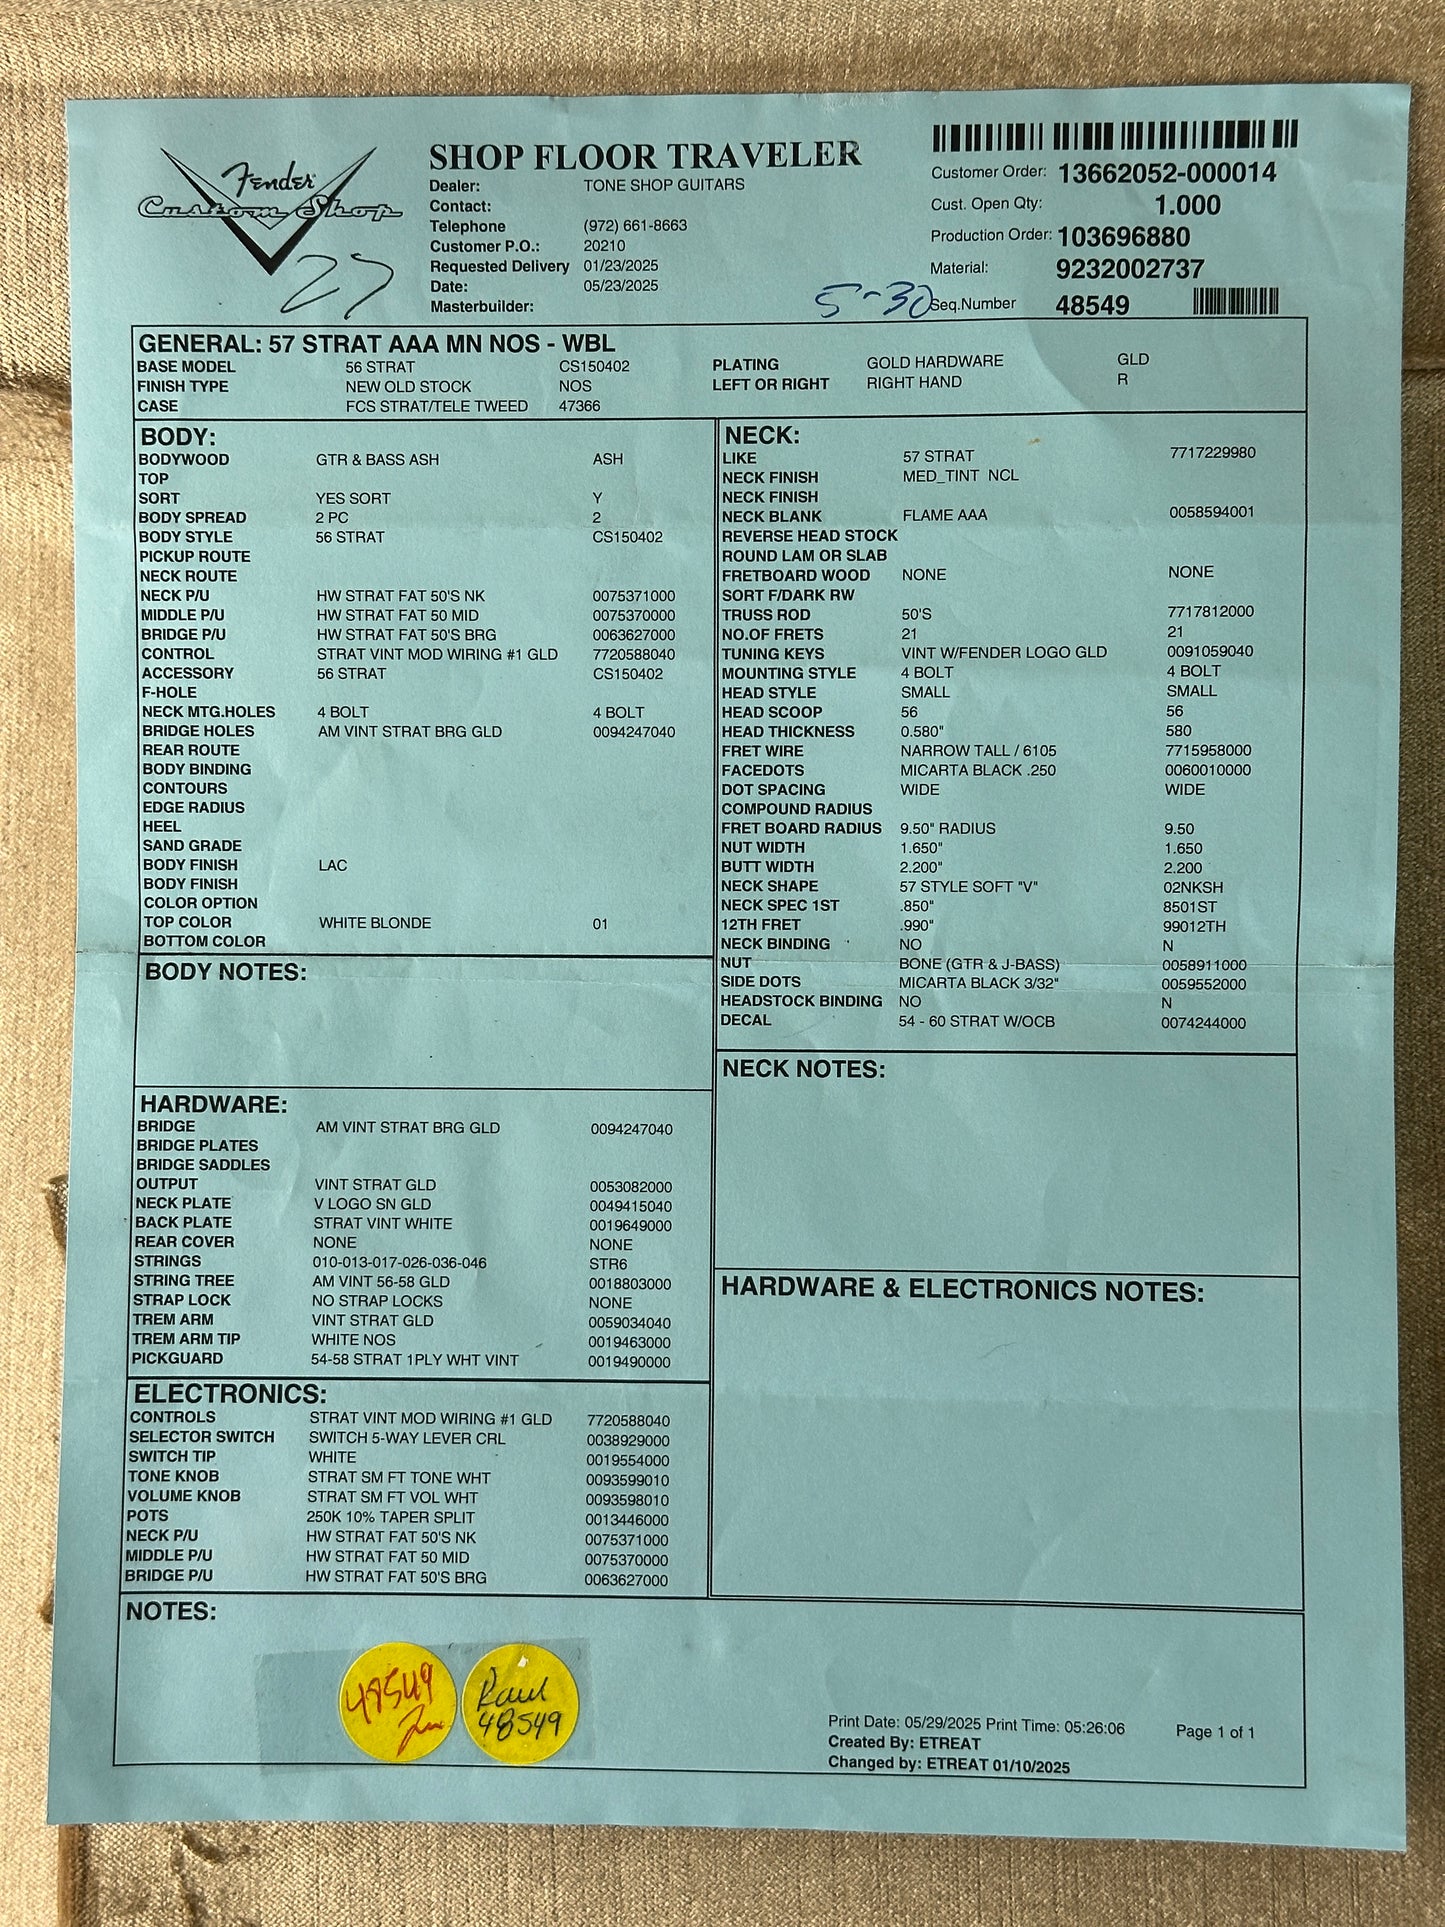 Fender
Custom Shop
27
SHOP FLOOR TRAVELER
Dealer: TONE SHOP GUITARS
Contact:
Telephone (972) 661-8663
Customer P.O.: 20210
Requested Delivery 01/23/2025
Date: 05/23/2025
Masterbuilder:
5-30
Customer Order: 13662052-000014
Cust. Open Qty: 1.000
Production Order: 103696880
Material: 9232002737
Seq.Number 48549
GENERAL: 57 STRAT AAA MN NOS - WBL
BASE MODEL 56 STRAT CS150402
FINISH TYPE NEW OLD STOCK NOS
CASE FCS STRAT/TELE TWEED 47366
PLATING GOLD HARDWARE GLD
LEFT OR RIGHT RIGHT HAND R
BODY:
BODYWOOD GTR & BASS ASH ASH
TOP
SORT YES SORT Y
BODY SPREAD 2 PC 2
BODY STYLE 56 STRAT CS150402
PICKUP ROUTE
NECK ROUTE
NECK P/U HW STRAT FAT 50'S NK 0075371000
MIDDLE P/U HW STRAT FAT 50 MID 0075370000
BRIDGE P/U HW STRAT FAT 50'S BRG 0063627000
CONTROL STRAT VINT MOD WIRING #1 GLD 7720588040
ACCESSORY 56 STRAT CS150402
F-HOLE
NECK MTG.HOLES 4 BOLT 4 BOLT
BRIDGE HOLES AM VINT STRAT BRG GLD 0094247040
REAR ROUTE
BODY BINDING
CONTOURS
EDGE RADIUS
HEEL
SAND GRADE
BODY FINISH LAC
BODY FINISH
COLOR OPTION
TOP COLOR WHITE BLONDE 01
BOTTOM COLOR
BODY NOTES:
HARDWARE:
BRIDGE AM VINT STRAT BRG GLD 0094247040
BRIDGE PLATES
BRIDGE SADDLES
OUTPUT VINT STRAT GLD 0053082000
NECK PLATE V LOGO SN GLD 0049415040
BACK PLATE STRAT VINT WHITE 0019649000
REAR COVER NONE NONE
STRINGS 010-013-017-026-036-046 STR6
STRING TREE AM VINT 56-58 GLD 0018803000
STRAP LOCK NO STRAP LOCKS NONE
TREM ARM VINT STRAT GLD 0059034040
TREM ARM TIP WHITE NOS 0019463000
PICKGUARD 54-58 STRAT 1PLY WHT VINT 0019490000
ELECTRONICS:
CONTROLS STRAT VINT MOD WIRING #1 GLD 7720588040
SELECTOR SWITCH SWITCH 5-WAY LEVER CRL 0038929000
SWITCH TIP WHITE 0019554000
TONE KNOB STRAT SM FT TONE WHT 0093599010
VOLUME KNOB STRAT SM FT VOL WHT 0093598010
POTS 250K 10% TAPER SPLIT 0013446000
NECK P/U HW STRAT FAT 50'S NK 0075371000
MIDDLE P/U HW STRAT FAT 50 MID 0075370000
BRIDGE P/U HW STRAT FAT 50'S BRG 0063627000
NECK:
LIKE 57 STRAT 7717229980
NECK FINISH MED_TINT NCL
NECK FINISH
NECK BLANK FLAME AAA 0058594001
REVERSE HEAD STOCK
ROUND LAM OR SLAB
FRETBOARD WOOD NONE NONE
SORT F/DARK RW
TRUSS ROD 50'S 7717812000
NO.OF FRETS 21 21
TUNING KEYS VINT W/FENDER LOGO GLD 0091059040
MOUNTING STYLE 4 BOLT 4 BOLT
HEAD STYLE SMALL SMALL
HEAD SCOOP 56 56
HEAD THICKNESS 0.580" 580
FRET WIRE NARROW TALL / 6105 7715958000
FACEDOTS MICARTA BLACK .250 0060010000
DOT SPACING WIDE WIDE
COMPOUND RADIUS
FRET BOARD RADIUS 9.50" RADIUS 9.50
NUT WIDTH 1.650" 1.650
BUTT WIDTH 2.200" 2.200
NECK SHAPE 57 STYLE SOFT "V" 02NKSH
NECK SPEC 1ST .850" 8501ST
12TH FRET .990" 99012TH
NECK BINDING NO N
NUT BONE (GTR & J-BASS) 0058911000
SIDE DOTS MICARTA BLACK 3/32" 0059552000
HEADSTOCK BINDING NO N
DECAL 54 - 60 STRAT W/OCB 0074244000
NECK NOTES:
HARDWARE & ELECTRONICS NOTES:
NOTES:
48549
Raul
48549
Print Date: 05/29/2025 Print Time: 05:26:06 Page 1 of 1
Created By: ETREAT
Changed by: ETREAT 01/10/2025